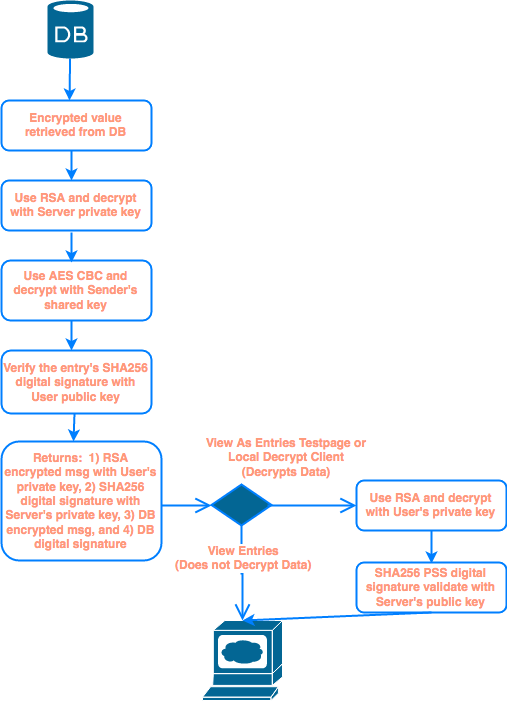 DB
Encrypted value
retrieved from DB
Use RSA and decrypt
with Server private key
Use AES CBC and
decrypt with Sender's
shared key
Verify the entry's SHA256
digital signature with
User public key
Returns: 1) RSA
encrypted msg with User's
private key, 2) SHA256
digital signature with
Server's private key, 3) DB
encrypted msg, and 4) DB
digital signature
View As Entries Testpage or
Local Decrypt Client
(Decrypts Data)
View Entries
(Does not Decrypt Data)
Use RSA and decrypt
with User's private key
SHA256 PSS digital
signature validate with
Server's public key